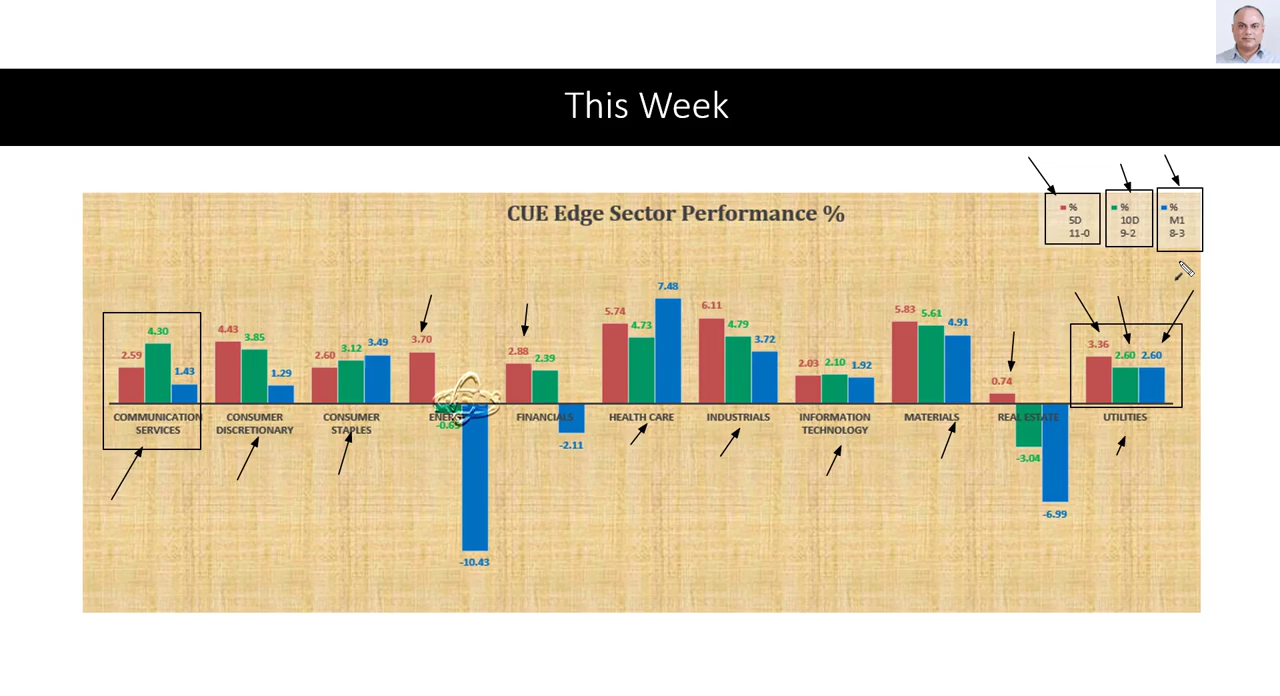 This Week
CUE Edge Sector Performance %
% % %
5D 10D M1
11-0 9-2 8-3
2.59 4.30 1.43
4.43 3.85 1.29
2.60 3.12 3.49
3.70 -10.43
2.88 2.39 -2.11
5.74 4.73 7.48
6.11 4.79 3.72
2.03 2.10 1.92
5.83 5.61 4.91
0.74 -3.04 -6.99
3.36 2.60 2.60
COMMUNICATION
SERVICES
CONSUMER
DISCRETIONARY
CONSUMER
STAPLES
FINANCIALS
HEALTH CARE
INDUSTRIALS
INFORMATION
TECHNOLOGY
MATERIALS
REAL ESTATE
UTILITIES